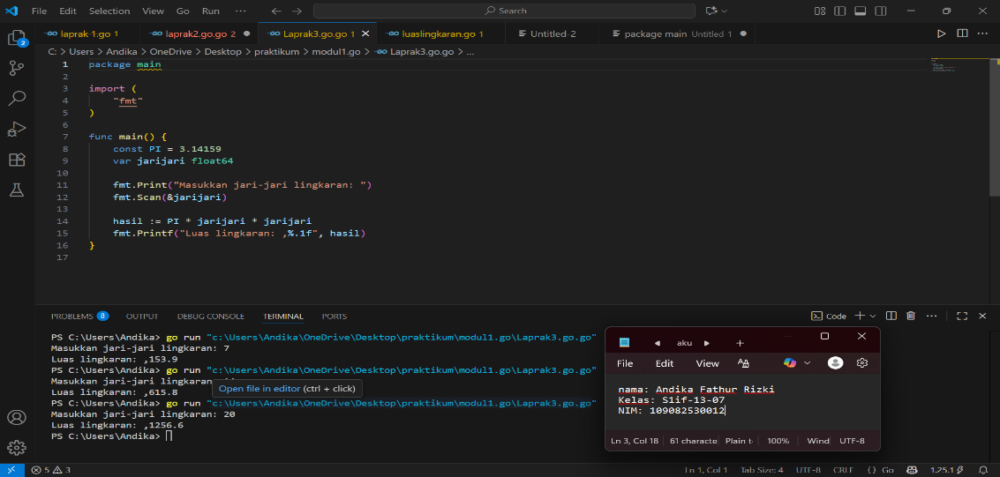 File Edit Selection View Go Run ··· Search
laprak 1.go 1 laprak2.go.go 2 Laprak3.go.go 1 luaslingkaran.go 1 Untitled-2 package main Untitled-1
C: > Users > Andika > OneDrive > Desktop > praktikum > modul1.go > Laprak3.go.go > ...
1 package main
2
3 import (
4 "fmt"
5 )
6
7 func main() {
8 const PI = 3.14159
9 var jarijari float64
10
11 fmt.Print("Masukkan jari-jari lingkaran: ")
12 fmt.Scan(&jarijari)
13
14 hasil := PI * jarijari * jarijari
15 fmt.Printf("Luas lingkaran: ,%.1f", hasil)
16 }
17
2
PROBLEMS 8 OUTPUT DEBUG CONSOLE TERMINAL PORTS Code
PS C:\Users\Andika> go run "c:\Users\Andika\OneDrive\Desktop\praktikum\modul1.go\Laprak3.go.go"
Masukkan jari-jari lingkaran: 7
Luas lingkaran: ,153.9
PS C:\Users\Andika> go run "c:\Users\Andika\OneDrive\Desktop\praktikum\modul1.go\Laprak3.go.go"
Masukkan jari-jari lingkaran:
Luas lingkaran: ,615.8
Open file in editor (ctrl + click)
PS C:\Users\Andika> go run "c:\Users\Andika\OneDrive\Desktop\praktikum\modul1.go\Laprak3.go.go"
Masukkan jari-jari lingkaran: 20
Luas lingkaran: ,1256.6
PS C:\Users\Andika>
aku
File Edit View
nama: Andika Fathur Rizki
Kelas: S1if-13-07
NIM: 109082530012
Ln 3, Col 18 61 characte Plain t 100% Wind UTF-8
5 3 Ln 1, Col 1 Tab Size: 4 UTF-8 CRLF {} Go 1.25.1